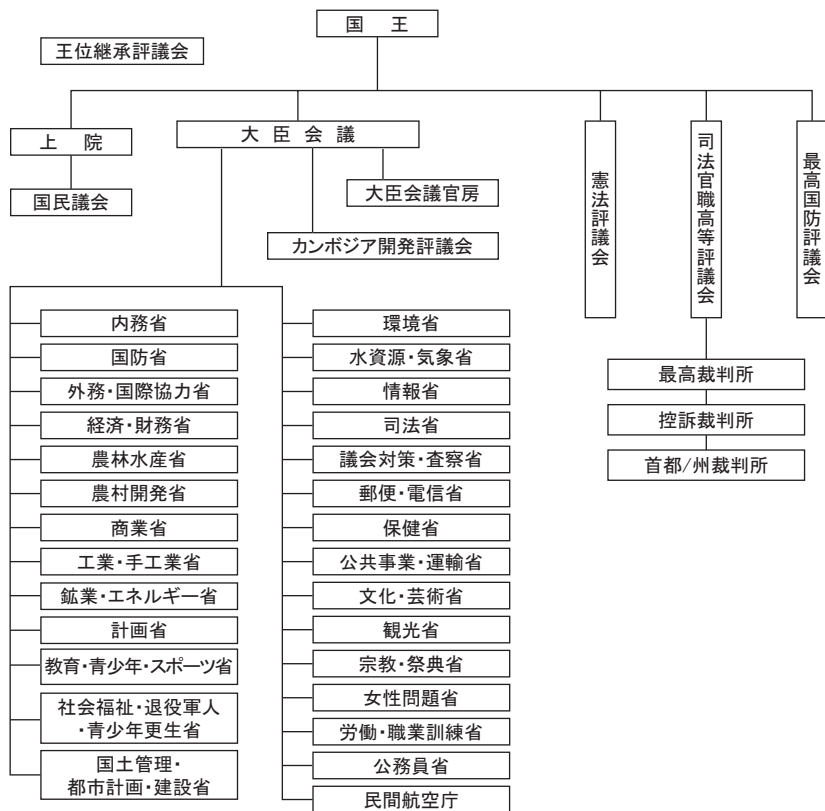 国 王
王位継承評議会
上 院
大 臣 会 議
国民議会
大臣会議官房
カンボジア開発評議会
憲法評議会
司法官職高等評議会
最高国防評議会
最高裁判所
控訴裁判所
首都/州裁判所
内務省
国防省
外務・国際協力省
経済・財務省
農林水産省
農村開発省
商業省
工業・手工業省
鉱業・エネルギー省
計画省
教育・青少年・スポーツ省
社会福祉・退役軍人
・青少年更生省
国土管理・
都市計画・建設省
環境省
水資源・気象省
情報省
司法省
議会対策・査察省
郵便・電信省
保健省
公共事業・運輸省
文化・芸術省
観光省
宗教・祭典省
女性問題省
労働・職業訓練省
公務員省
民間航空庁